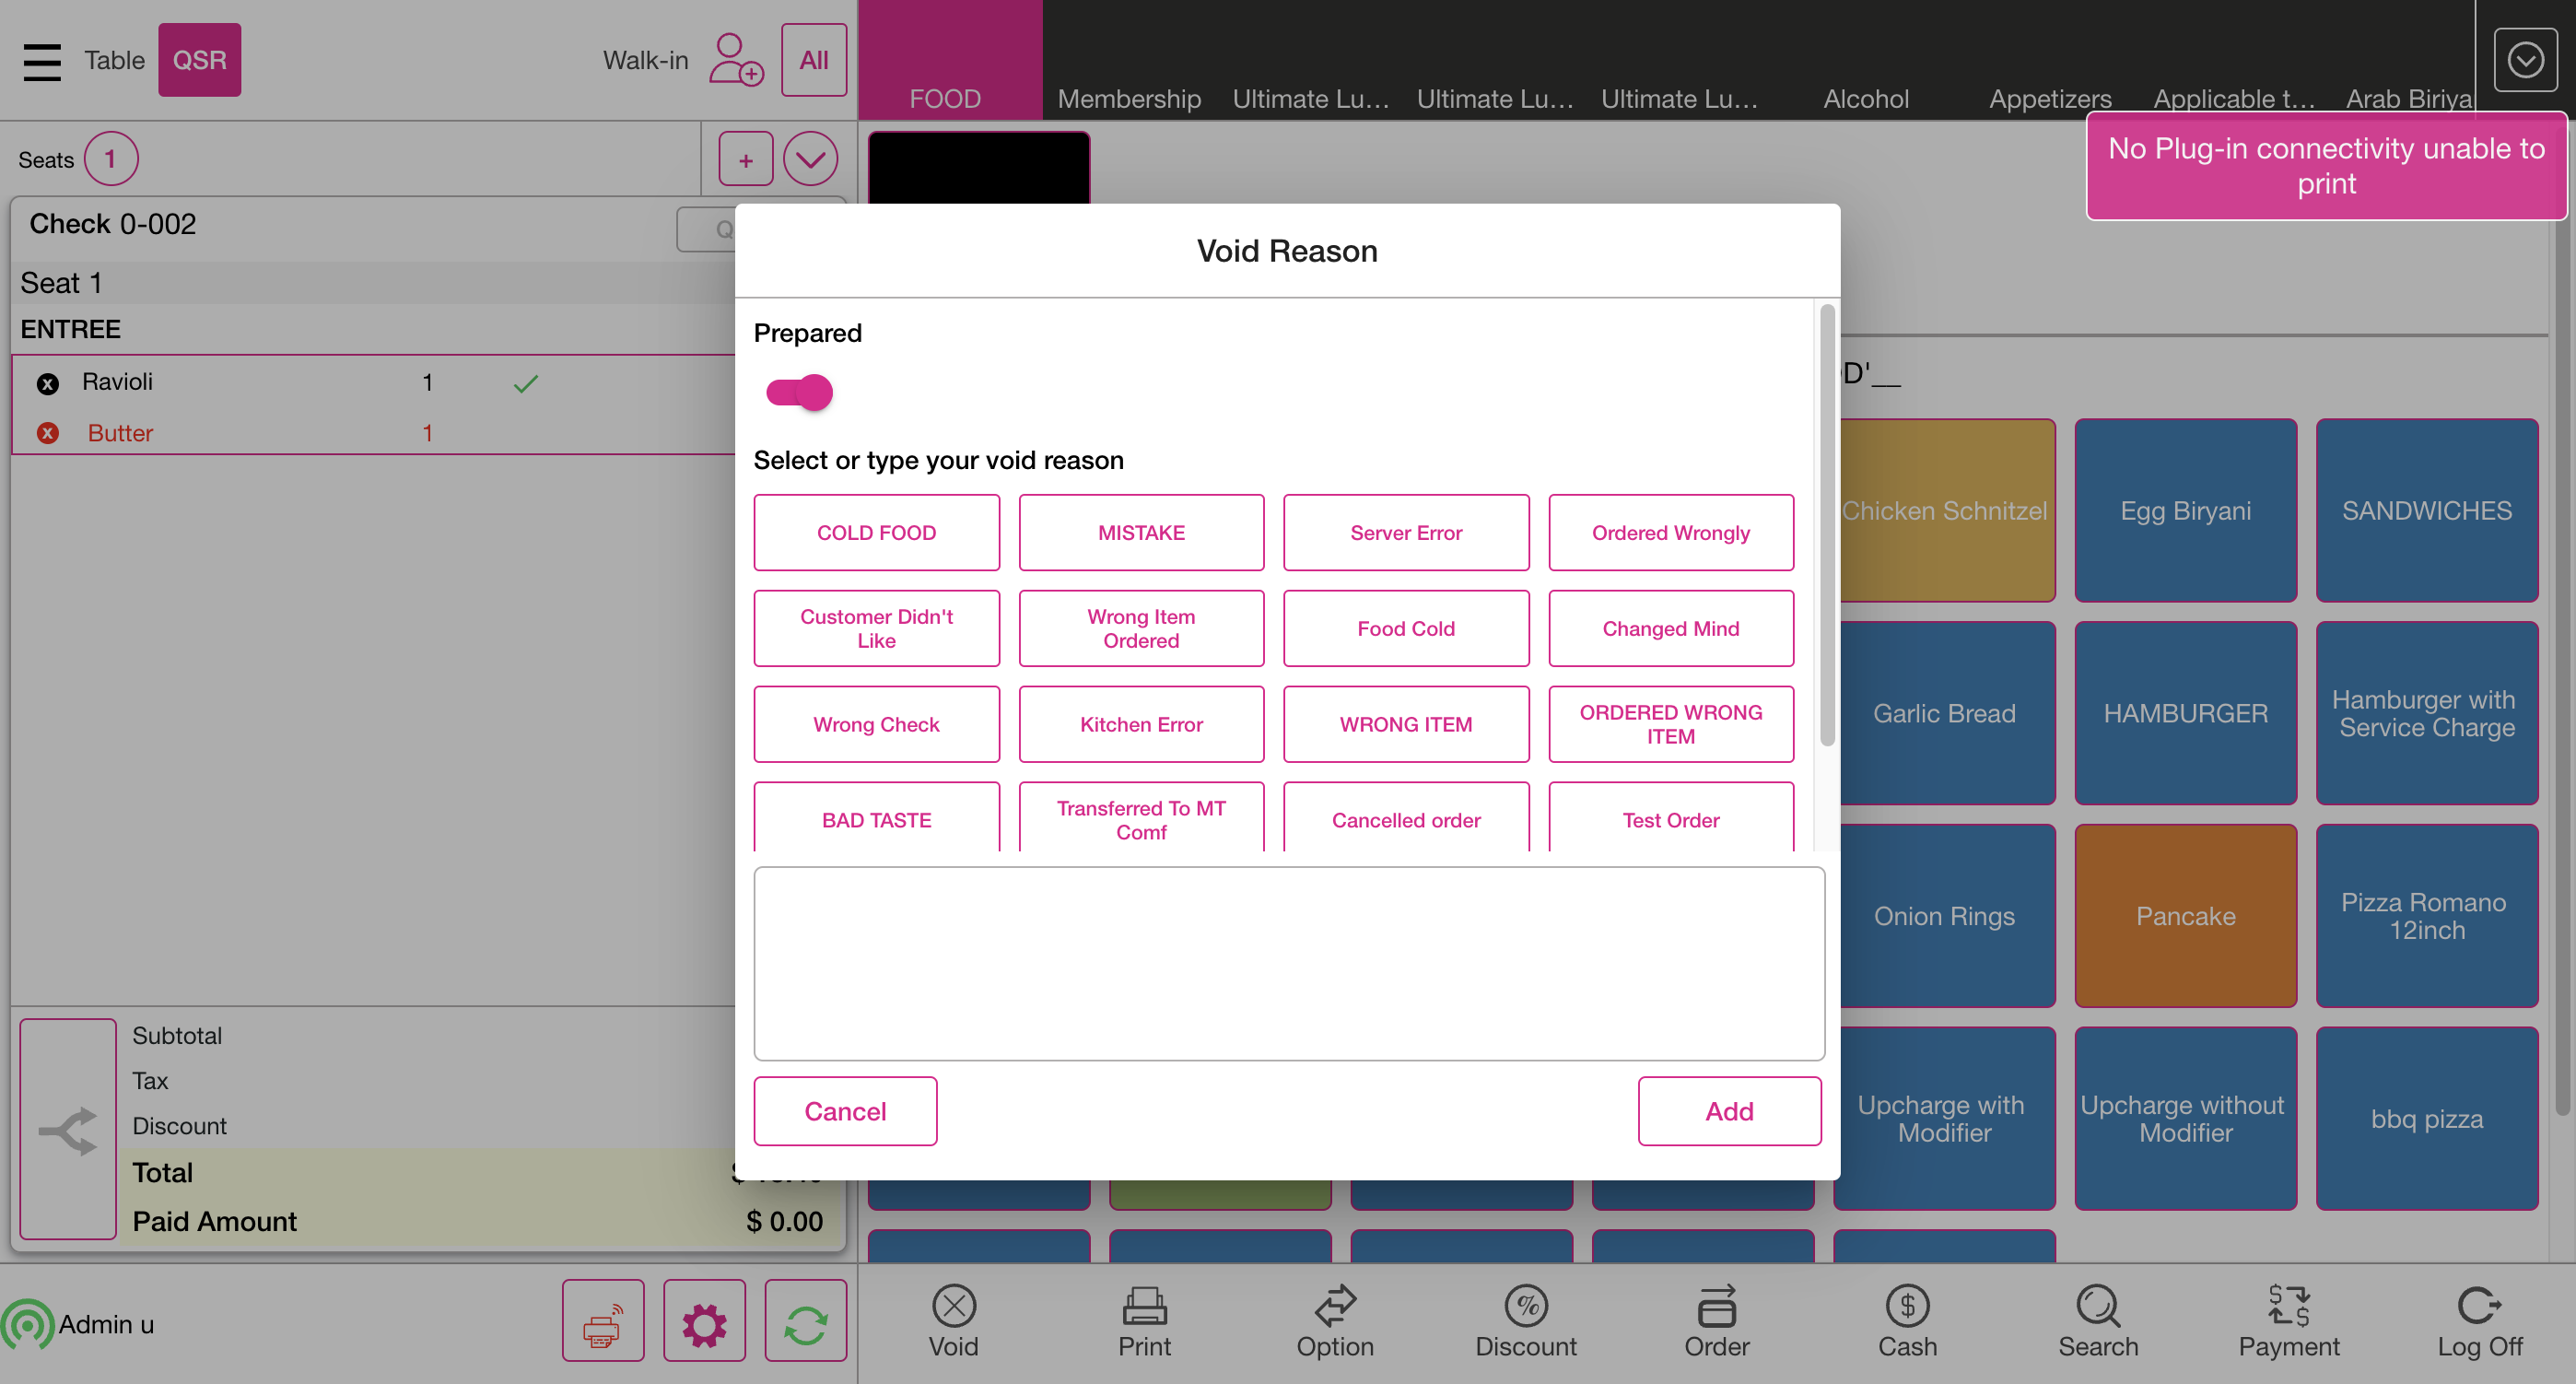 Table
QSR
Walk-in
All
FOOD
Membership
Ultimate Lu...
Ultimate Lu...
Ultimate Lu...
Alcohol
Appetizers
Applicable t...
Arab Biriya
No Plug-in connectivity unable to
print
Seats 1
+
Check 0-002
Seat 1
ENTREE
Ravioli 1
Butter 1
Subtotal
Tax
Discount
Total
Paid Amount $ 0.00
Void Reason
Prepared
Select or type your void reason
COLD FOOD
MISTAKE
Server Error
Ordered Wrongly
Customer Didn't
Like
Wrong Item
Ordered
Food Cold
Changed Mind
Wrong Check
Kitchen Error
WRONG ITEM
ORDERED WRONG
ITEM
BAD TASTE
Transferred To MT
Comf
Cancelled order
Test Order
Cancel
Add
D'__
Chicken Schnitzel
Egg Biryani
SANDWICHES
Garlic Bread
HAMBURGER
Hamburger with
Service Charge
Onion Rings
Pancake
Pizza Romano
12inch
Upcharge with
Modifier
Upcharge without
Modifier
bbq pizza
Admin u
Void
Print
Option
Discount
Order
Cash
Search
Payment
Log Off